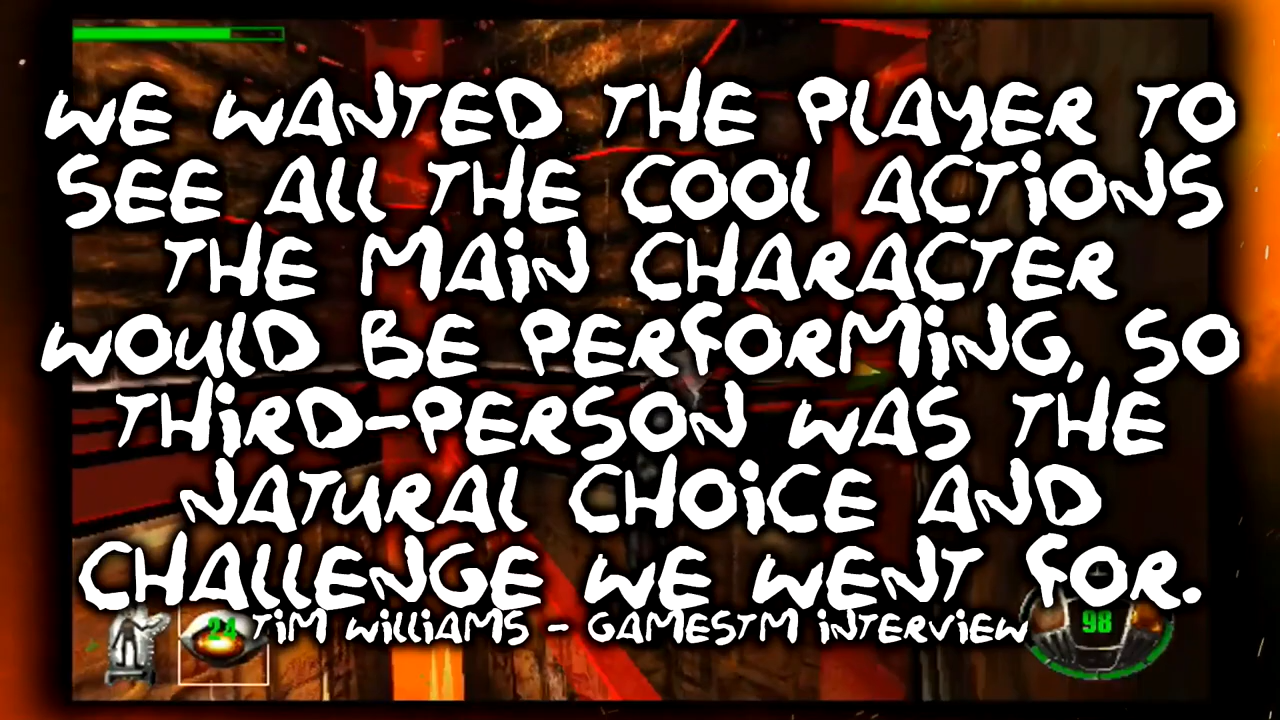 WE WANTED THE PLAYER TO
SEE ALL THE COOL ACTIONS
THE MAIN CHARACTER
WOULD BE PERFORMING, SO
THIRD-PERSON WAS THE
NATURAL CHOICE AND
CHALLENGE WE WENT FOR.
24 TIM WILLIAMS - GAMESTM INTERVIEW 98